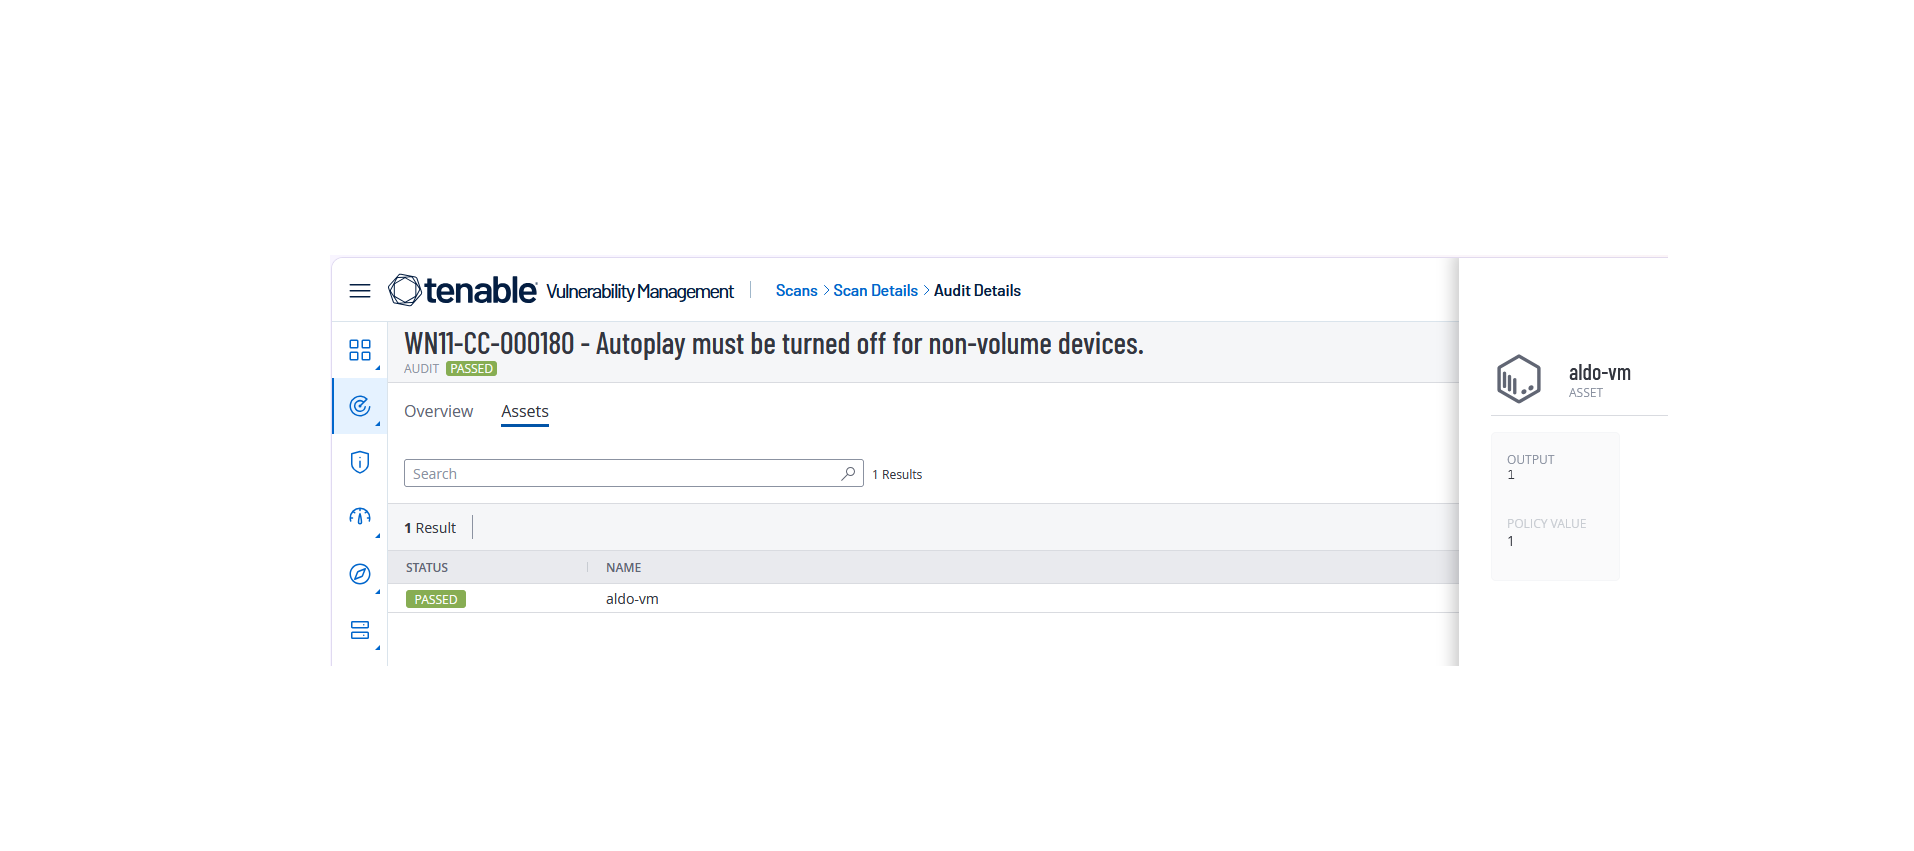 tenable Vulnerability Management Scans > Scan Details > Audit Details
WN11-CC-000180 - Autoplay must be turned off for non-volume devices.
AUDIT PASSED
Overview Assets
Search 1 Results
1 Result
STATUS NAME
PASSED aldo-vm
aldo-vm
ASSET
OUTPUT
1
POLICY VALUE
1